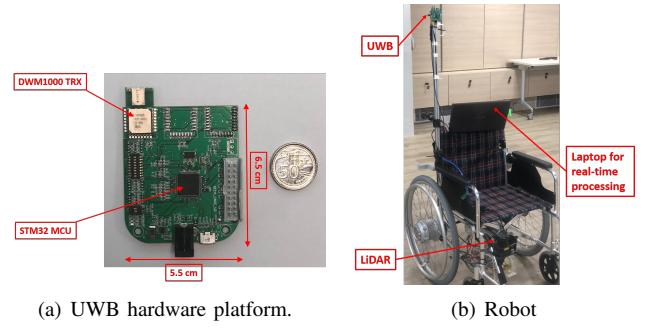 DWM1000 TRX
STM32 MCU
6.5 cm
5.5 cm
50
UWB
Laptop for
real-time
processing
LiDAR
(a) UWB hardware platform.
(b) Robot